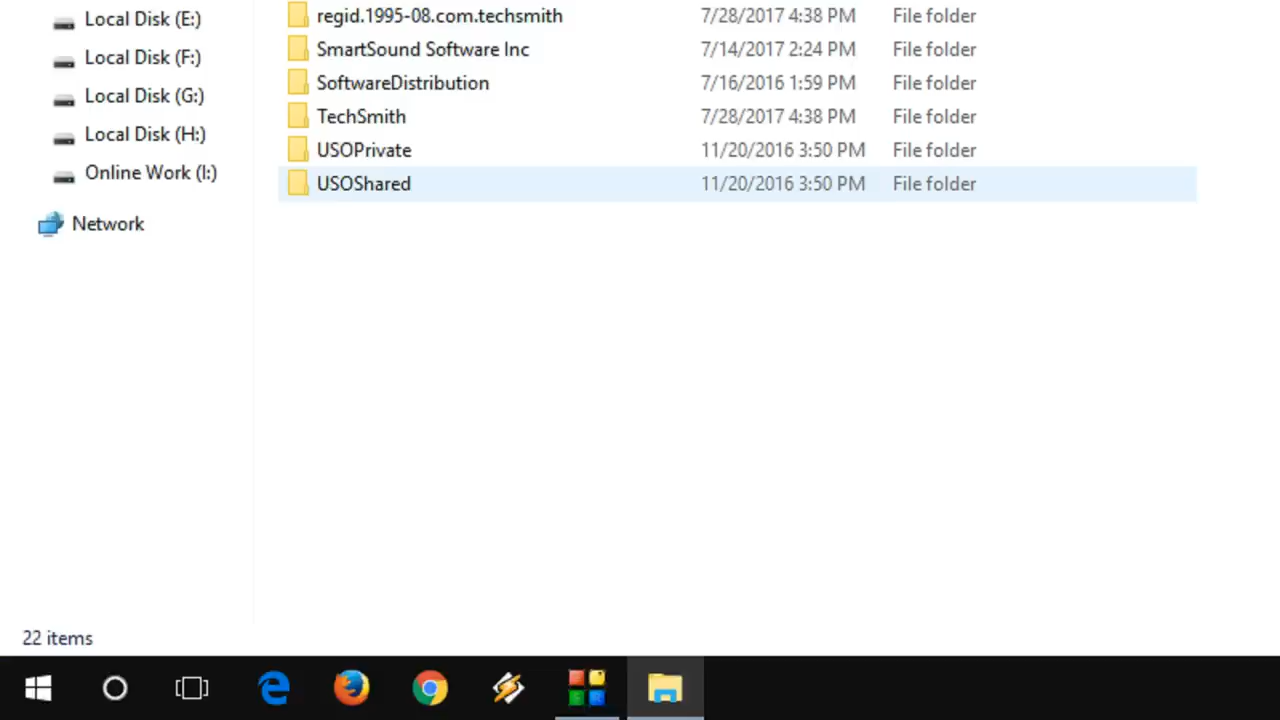 Local Disk (E:)
Local Disk (F:)
Local Disk (G:)
Local Disk (H:)
Online Work (I:)
Network
regid.1995-08.com.techsmith 7/28/2017 4:38 PM File folder
SmartSound Software Inc 7/14/2017 2:24 PM File folder
SoftwareDistribution 7/16/2016 1:59 PM File folder
TechSmith 7/28/2017 4:38 PM File folder
USOPrivate 11/20/2016 3:50 PM File folder
USOShared 11/20/2016 3:50 PM File folder
22 items